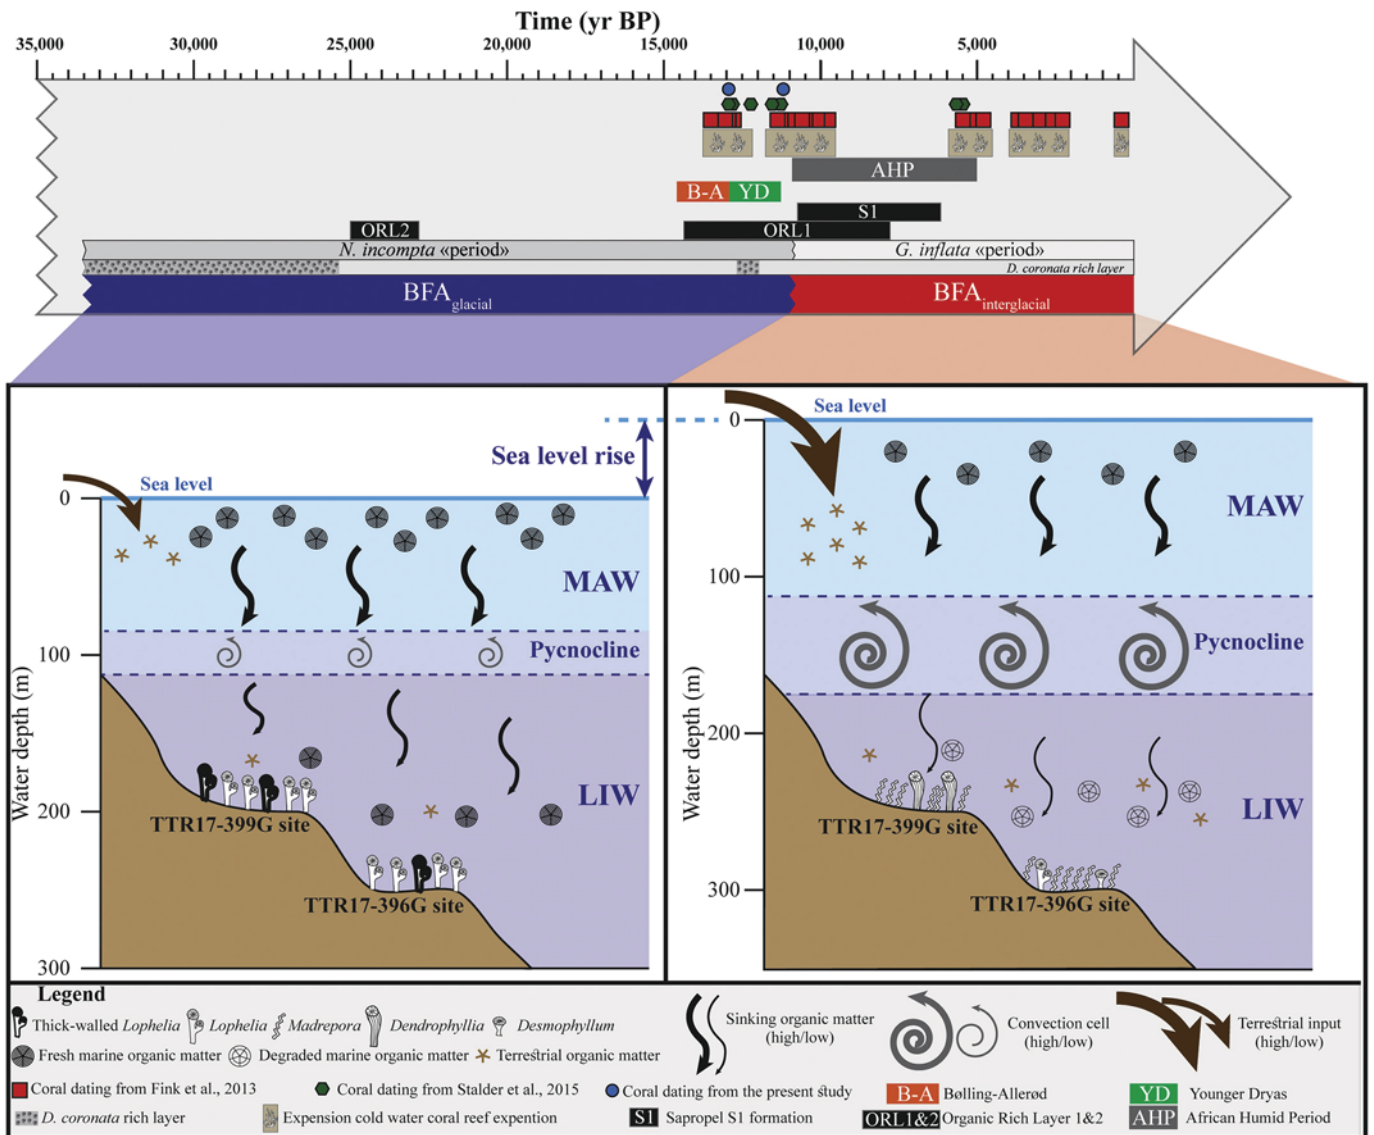 Time (yr BP)
35,000 30,000 25,000 20,000 15,000 10,000 5,000
AHP
B-A YD
S1
ORL2 ORL1
N. incompta «period» G. inflata «period»
D. coronata rich layer
BFA glacial BFA interglacial
Sea level
Sea level rise
Sea level
0
MAW
100
Pycnocline
LIW
200
TTR17-399G site
TTR17-396G site
300
Water depth (m)
0
MAW
100
Pycnocline
200
LIW
TTR17-399G site
300
TTR17-396G site
Water depth (m)
Legend
Thick-walled Lophelia Lophelia Madrepora Dendrophyllia Desmophyllum
Fresh marine organic matter Degraded marine organic matter Terrestrial organic matter
Sinking organic matter
(high/low)
Convection cell
(high/low)
Terrestrial input
(high/low)
Coral dating from Fink et al., 2013 Coral dating from Stalder et al., 2015 Coral dating from the present study B-A Bølling-Allerød YD Younger Dryas
D. coronata rich layer Expension cold water coral reef expention S1 Sapropel S1 formation ORL1&2 Organic Rich Layer 1&2 AHP African Humid Period